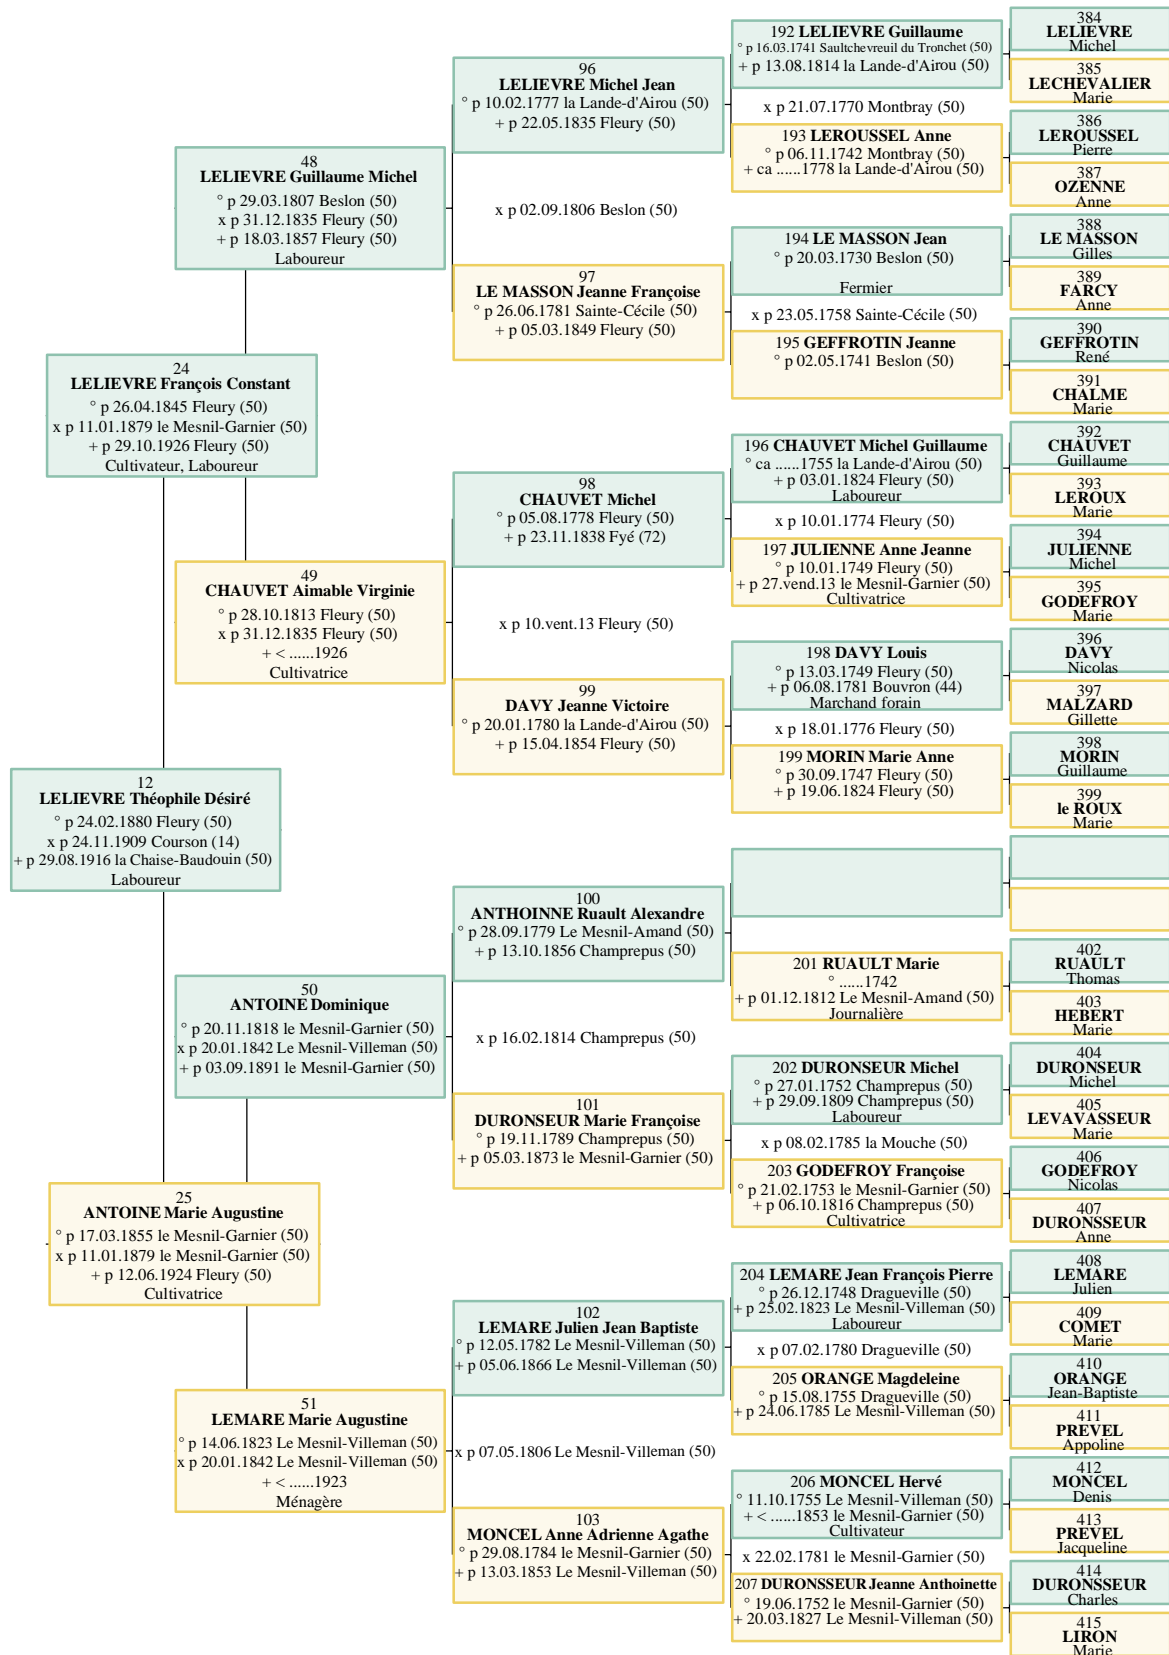 12
LELIEVRE Théophile Désiré
° p 24.02.1880 Fleury (50)
x p 24.11.1909 Courson (14)
+ p 29.08.1916 la Chaise-Baudouin (50)
Laboureur
24
LELIEVRE François Constant
° p 26.04.1845 Fleury (50)
x p 11.01.1879 le Mesnil-Garnier (50)
+ p 29.10.1926 Fleury (50)
Cultivateur, Laboureur
25
ANTOINE Marie Augustine
° p 17.03.1855 le Mesnil-Garnier (50)
x p 11.01.1879 le Mesnil-Garnier (50)
+ p 12.06.1924 Fleury (50)
Cultivatrice
48
LELIEVRE Guillaume Michel
° p 29.03.1807 Beslon (50)
x p 31.12.1835 Fleury (50)
+ p 18.03.1857 Fleury (50)
Laboureur
49
CHAUVET Aimable Virginie
° p 28.10.1813 Fleury (50)
x p 31.12.1835 Fleury (50)
+ < ......1926
Cultivatrice
50
ANTOINE Dominique
° p 20.11.1818 le Mesnil-Garnier (50)
x p 20.01.1842 Le Mesnil-Villeman (50)
+ p 03.09.1891 le Mesnil-Garnier (50)
51
LEMARE Marie Augustine
° p 14.06.1823 Le Mesnil-Villeman (50)
x p 20.01.1842 Le Mesnil-Villeman (50)
+ < ......1923
Ménagère
96
LELIEVRE Michel Jean
° p 10.02.1777 la Lande-d'Airou (50)
+ p 22.05.1835 Fleury (50)
x p 02.09.1806 Beslon (50)
97
LE MASSON Jeanne Françoise
° p 26.06.1781 Sainte-Cécile (50)
+ p 05.03.1849 Fleury (50)
98
CHAUVET Michel
° p 05.08.1778 Fleury (50)
+ p 23.11.1838 Fyé (72)
x p 10.vent.13 Fleury (50)
99
DAVY Jeanne Victoire
° p 20.01.1780 la Lande-d'Airou (50)
+ p 15.04.1854 Fleury (50)
100
ANTHOINNE Ruault Alexandre
° p 28.09.1779 Le Mesnil-Amand (50)
+ p 13.10.1856 Champrepus (50)
x p 16.02.1814 Champrepus (50)
101
DURONSEUR Marie Françoise
° p 19.11.1789 Champrepus (50)
+ p 05.03.1873 le Mesnil-Garnier (50)
102
LEMARE Julien Jean Baptiste
° p 12.05.1782 Le Mesnil-Villeman (50)
+ p 05.06.1866 Le Mesnil-Villeman (50)
x p 07.05.1806 Le Mesnil-Villeman (50)
103
MONCEL Anne Adrienne Agathe
° p 29.08.1784 le Mesnil-Garnier (50)
+ p 13.03.1853 Le Mesnil-Villeman (50)
192 LELIEVRE Guillaume
° p 16.03.1741 Saultchevreuil du Tronchet (50)
+ p 13.08.1814 la Lande-d'Airou (50)
x p 21.07.1770 Montbray (50)
193 LEROUSSEL Anne
° p 06.11.1742 Montbray (50)
+ ca ......1778 la Lande-d'Airou (50)
194 LE MASSON Jean
° p 20.03.1730 Beslon (50)
Fermier
x p 23.05.1758 Sainte-Cécile (50)
195 GEFFROTIN Jeanne
° p 02.05.1741 Beslon (50)
196 CHAUVET Michel Guillaume
° ca ......1755 la Lande-d'Airou (50)
+ p 03.01.1824 Fleury (50)
Laboureur
x p 10.01.1774 Fleury (50)
197 JULIENNE Anne Jeanne
° p 10.01.1749 Fleury (50)
+ p 27.vend.13 le Mesnil-Garnier (50)
Cultivatrice
198 DAVY Louis
° p 13.03.1749 Fleury (50)
+ p 06.08.1781 Bouvron (44)
Marchand forain
x p 18.01.1776 Fleury (50)
199 MORIN Marie Anne
° p 30.09.1747 Fleury (50)
+ p 19.06.1824 Fleury (50)
201 RUAULT Marie
° ......1742
+ p 01.12.1812 Le Mesnil-Amand (50)
Journalière
202 DURONSEUR Michel
° p 27.01.1752 Champrepus (50)
+ p 29.09.1809 Champrepus (50)
Laboureur
x p 08.02.1785 la Mouche (50)
203 GODEFROY Françoise
° p 21.02.1753 le Mesnil-Garnier (50)
+ p 06.10.1816 Champrepus (50)
Cultivatrice
204 LEMARE Jean François Pierre
° p 26.12.1748 Dragueville (50)
+ p 25.02.1823 Le Mesnil-Villeman (50)
Laboureur
x p 07.02.1780 Dragueville (50)
205 ORANGE Magdeleine
° p 15.08.1755 Dragueville (50)
+ p 24.06.1785 Le Mesnil-Villeman (50)
206 MONCEL Hervé
° 11.10.1755 Le Mesnil-Villeman (50)
+ < ......1853 le Mesnil-Garnier (50)
Cultivateur
x 22.02.1781 le Mesnil-Garnier (50)
207 DURONSSEUR Jeanne Anthoinette
° 19.06.1752 le Mesnil-Garnier (50)
+ 20.03.1827 Le Mesnil-Villeman (50)
384
LELIEVRE
Michel
385
LECHEVALIER
Marie
386
LEROUSSEL
Pierre
387
OZENNE
Anne
388
LE MASSON
Gilles
389
FARCY
Anne
390
GEFFROTIN
René
391
CHALME
Marie
392
CHAUVET
Guillaume
393
LEROUX
Marie
394
JULIENNE
Michel
395
GODEFROY
Marie
396
DAVY
Nicolas
397
MALZARD
Gillette
398
MORIN
Guillaume
399
le ROUX
Marie
402
RUAULT
Thomas
403
HEBERT
Marie
404
DURONSEUR
Michel
405
LEVAVASSEUR
Marie
406
GODEFROY
Nicolas
407
DURONSSEUR
Anne
408
LEMARE
Julien
409
COMET
Marie
410
ORANGE
Jean-Baptiste
411
PREVEL
Appoline
412
MONCEL
Denis
413
PREVEL
Jacqueline
414
DURONSSEUR
Charles
415
LIRON
Marie